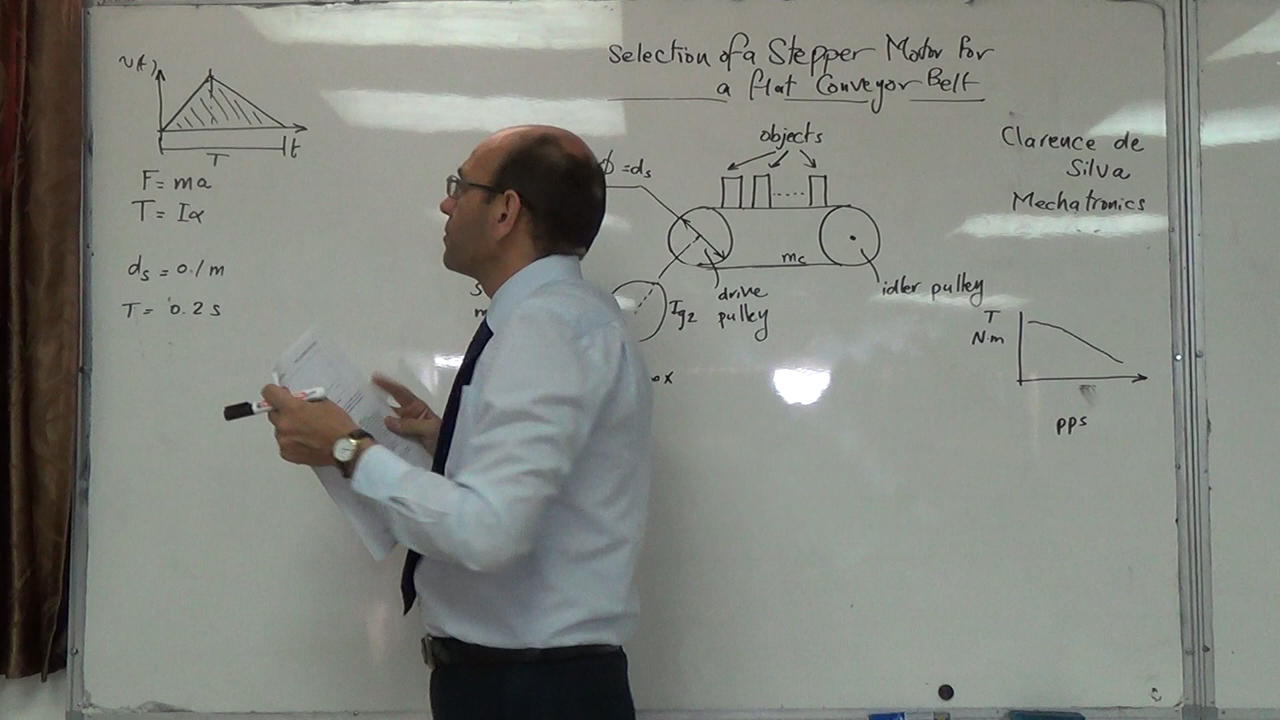 Selection of a Stepper Motor for
a flat Conveyor Belt
v(t)
t
T
F = ma
T = Iα
ds = 0.1 m
T = 0.2 s
objects
ϕ = ds
mc
Ig2
drive
pulley
idler pulley
Clarence de
Silva
Mechatronics
T
N.m
pps